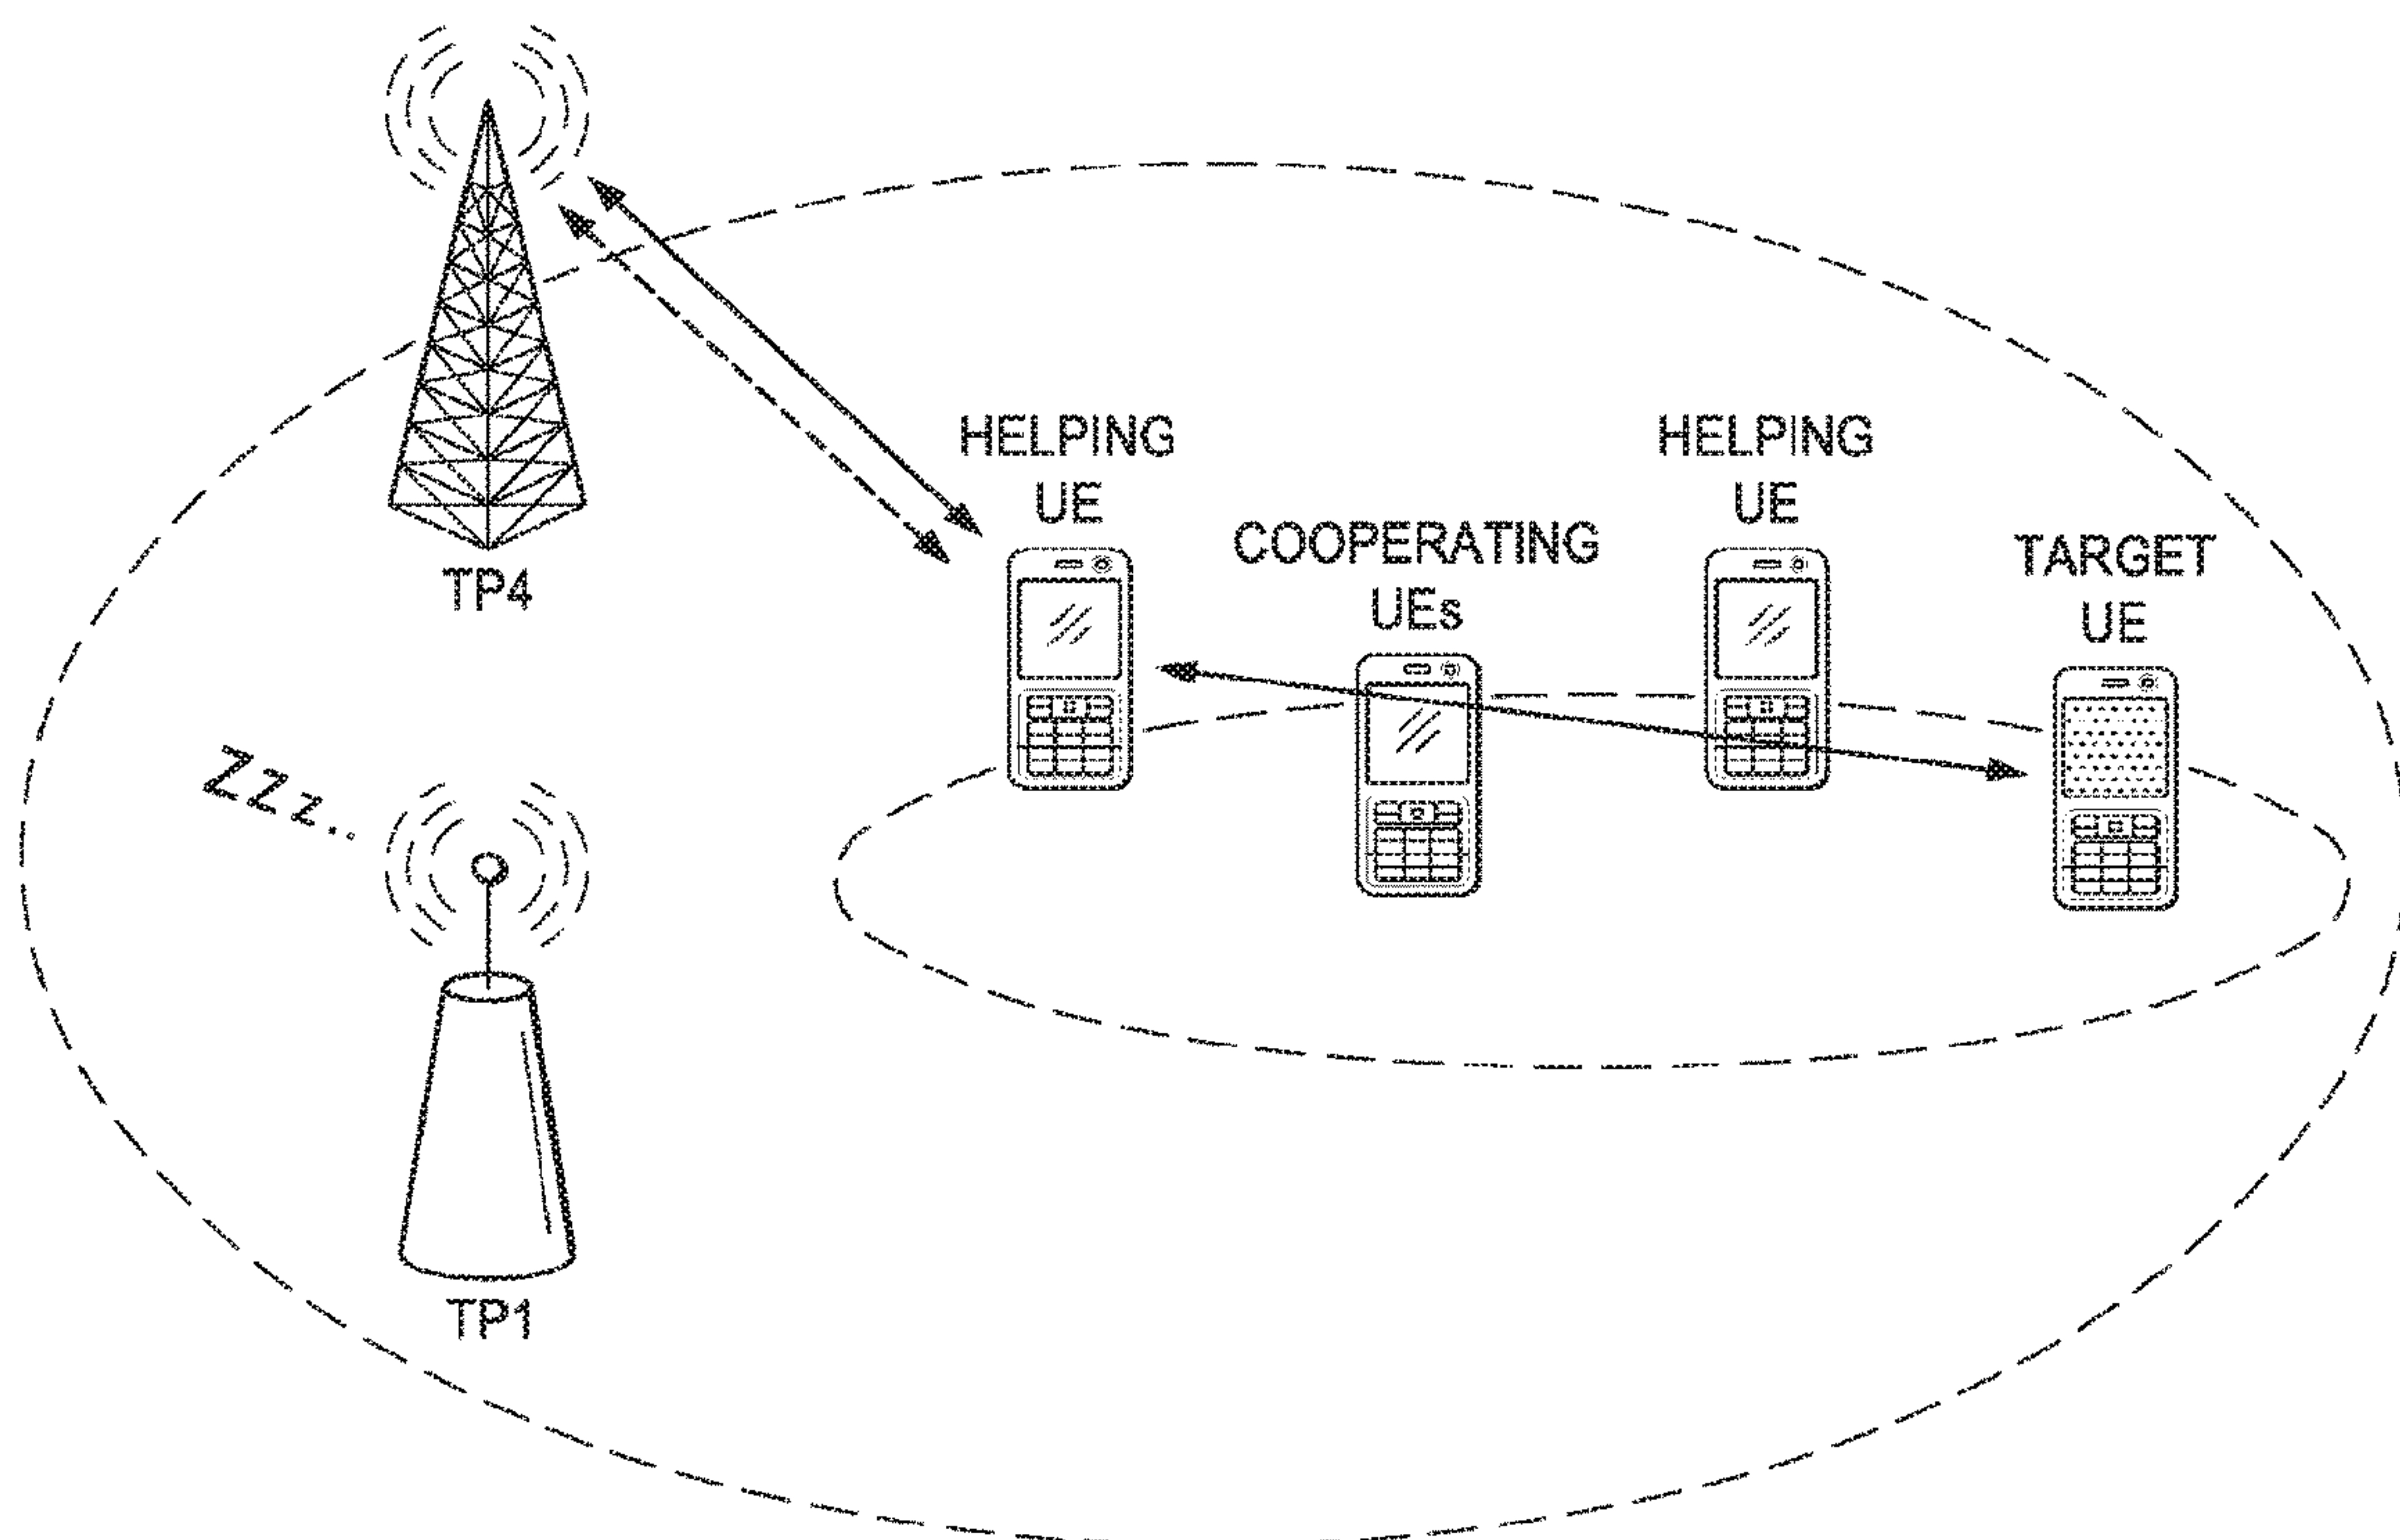 HELPING
UE
HELPING
UE
COOPERATING
UEs
TARGET
UE
TP4
ZZz..
TP1